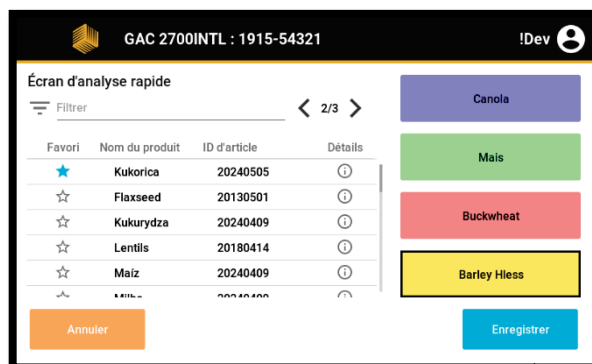 GAC 2700INTL : 1915-54321 !Dev
Écran d'analyse rapide
Filtrer 2/3
Favori Nom du produit ID d'article Détails
Kukorica 20240505
Flaxseed 20130501
Kukurydza 20240409
Lentils 20180414
Maíz 20240409
Canola
Mais
Buckwheat
Barley Hless
Annuler
Enregistrer